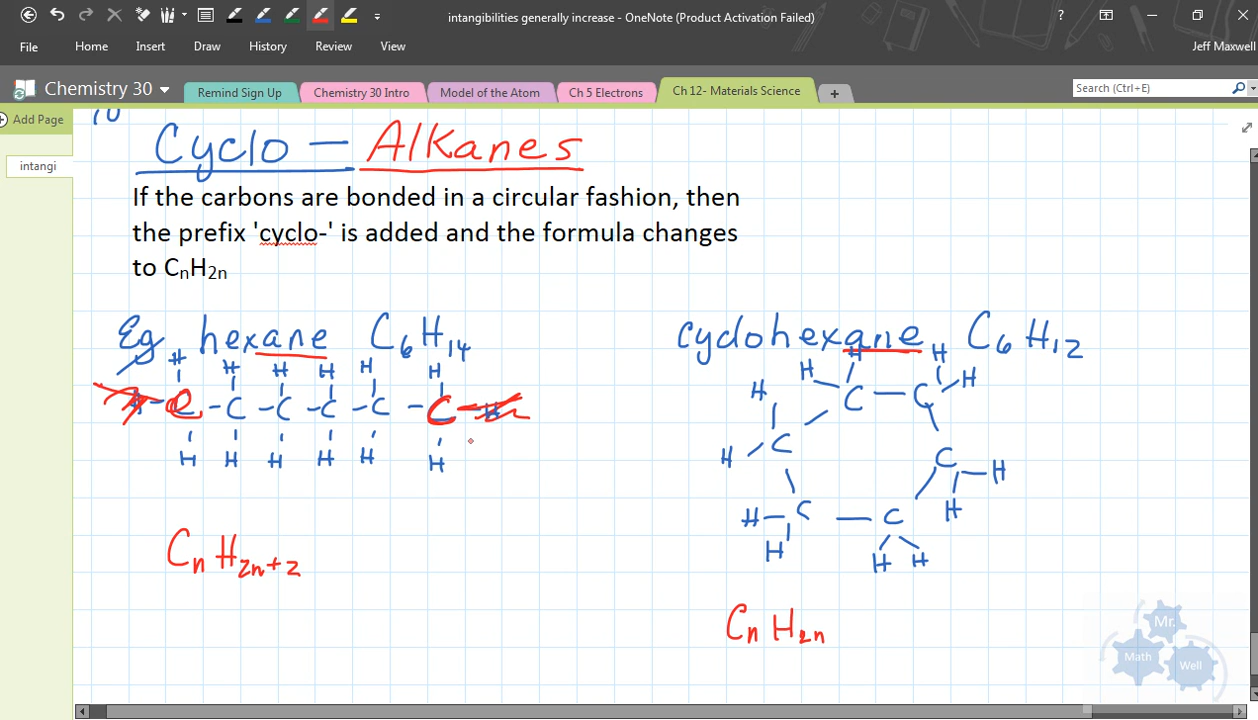 intangibilities generally increase - OneNote (Product Activation Failed)
File Home Insert Draw History Review View
Jeff Maxwell
Chemistry 30
Remind Sign Up
Chemistry 30 Intro
Model of the Atom
Ch 5 Electrons
Ch 12- Materials Science
Search (Ctrl+E)
Add Page
intangi
10
Cyclo - Alkanes
If the carbons are bonded in a circular fashion, then
the prefix 'cyclo-' is added and the formula changes
to CnH2n
Eg hexane C6H14
H H H H H H
H - C - C - C - C - C - C - H
H H H H H H
CnH2n+2
cyclohexane C6H12
H H H H
H C C
H C C H
H C C H
H H H
CnH2n
Mr.
Math
Well